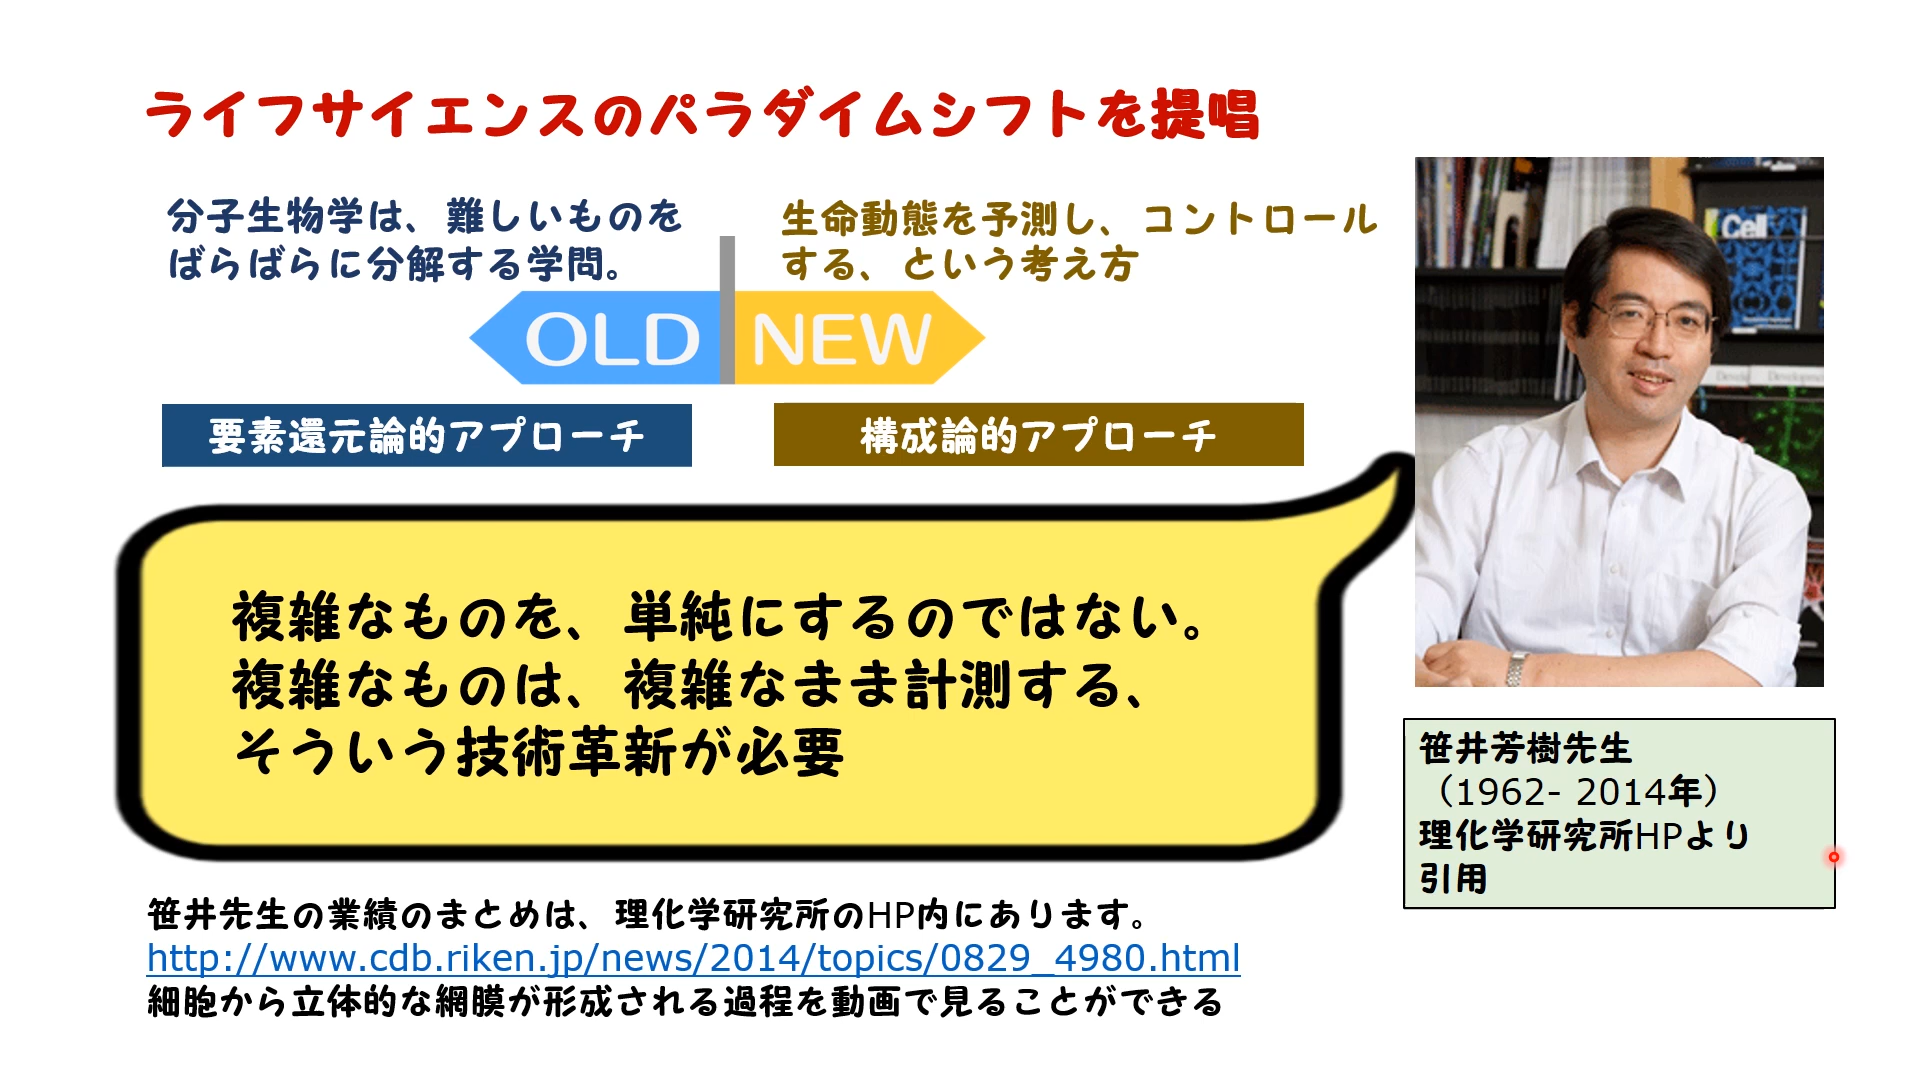 ライフサイエンスのパラダイムシフトを提唱
分子生物学は、難しいものを
ばらばらに分解する学問。
生命動態を予測し、コントロール
する、という考え方
OLD
NEW
要素還元論的アプローチ
構成論的アプローチ
Cell
複雑なものを、単純にするのではない。
複雑なものは、複雑なまま計測する、
そういう技術革新が必要
笹井芳樹先生
（1962- 2014年）
理化学研究所HPより
引用
笹井先生の業績のまとめは、理化学研究所のHP内にあります。
http://www.cdb.riken.jp/news/2014/topics/0829_4980.html
細胞から立体的な網膜が形成される過程を動画で見ることができる